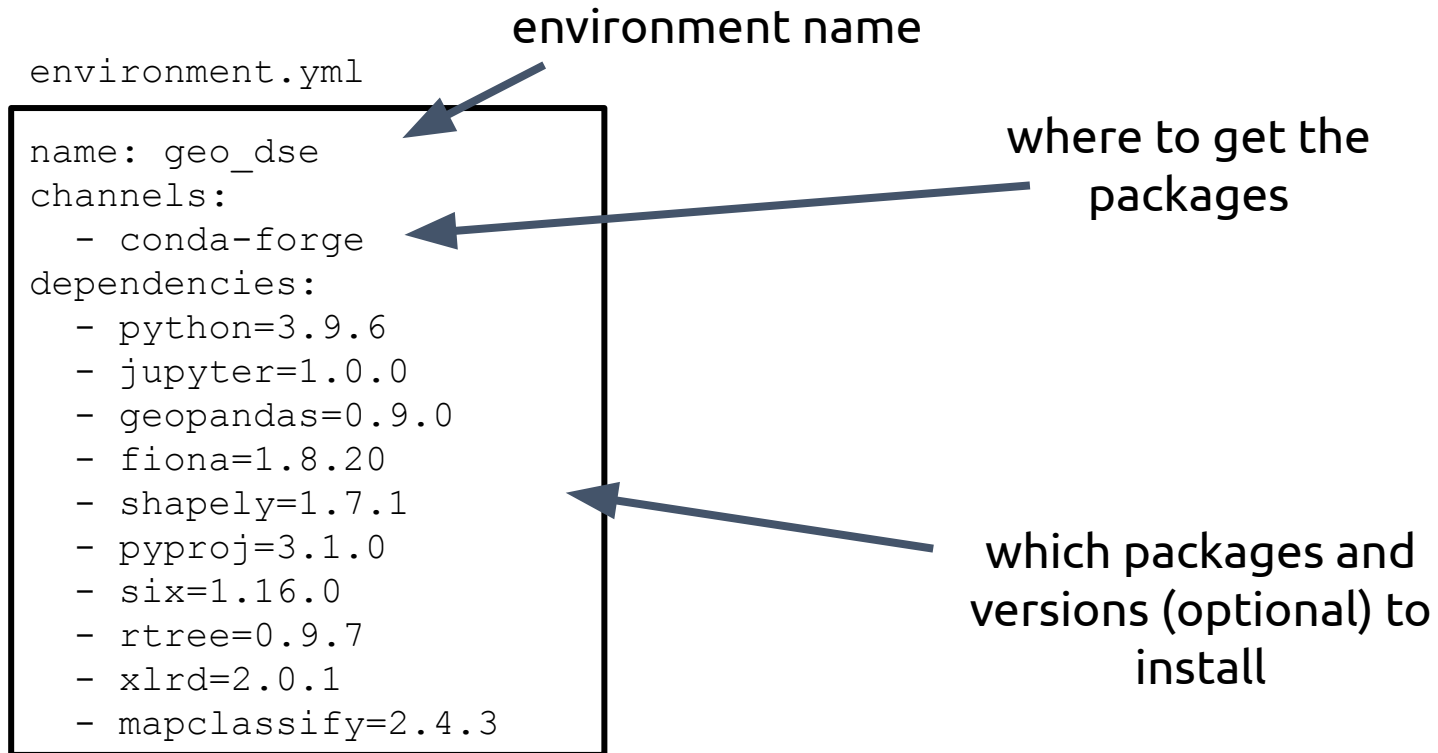 environment name
environment.yml
name: geo_dse
channels:
  - conda-forge
dependencies:
  - python=3.9.6
  - jupyter=1.0.0
  - geopandas=0.9.0
  - fiona=1.8.20
  - shapely=1.7.1
  - pyproj=3.1.0
  - six=1.16.0
  - rtree=0.9.7
  - xlrd=2.0.1
  - mapclassify=2.4.3
where to get the
packages
which packages and
versions (optional) to
install